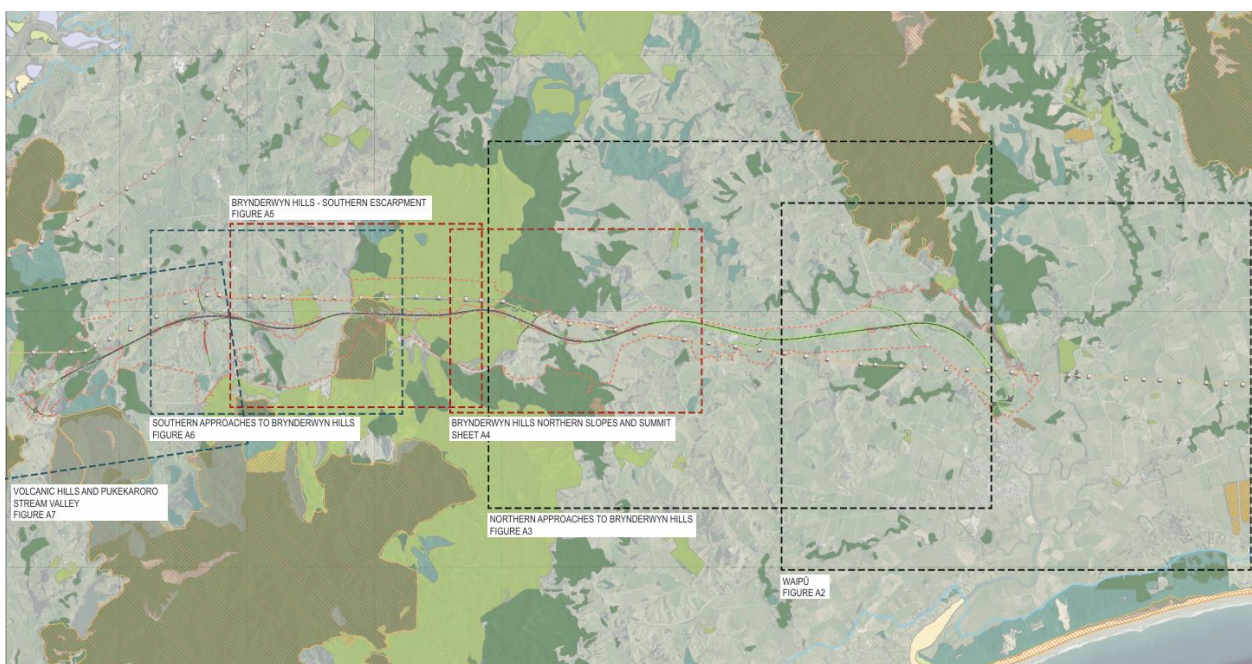 BRYNDERWYN HILLS - SOUTHERN ESCARPMENT
FIGURE A5
SOUTHERN APPROACHES TO BRYNDERWYN HILLS
FIGURE A6
BRYNDERWYN HILLS NORTHERN SLOPES AND SUMMIT
SHEET A4
VOLCANIC HILLS AND PUKEKARORO
STREAM VALLEY
FIGURE A7
NORTHERN APPROACHES TO BRYNDERWYN HILLS
FIGURE A3
WAIPŪ
FIGURE A2